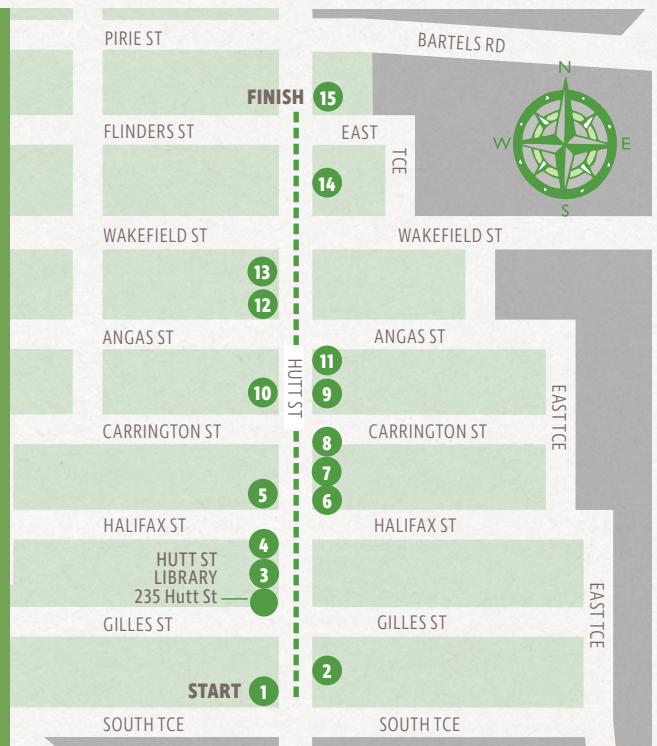 PIRIE ST
BARTELS RD
N
FINISH 15
FLINDERS ST
EAST
TCE
W
E
S
14
WAKEFIELD ST
WAKEFIELD ST
13
12
ANGAS ST
ANGAS ST
11
HUTT ST
10
9
EAST TCE
CARRINGTON ST
CARRINGTON ST
8
7
5
6
HALIFAX ST
HALIFAX ST
4
HUTT ST
LIBRARY
3
235 Hutt St
EAST TCE
GILLES ST
GILLES ST
2
START 1
SOUTH TCE
SOUTH TCE